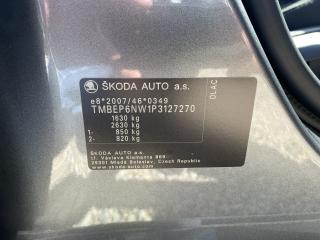 ŠKODA AUTO a.s.
e8*2007/46*0349
TMBEP6NW1P3127270
1630 kg
2630 kg
1- 850 kg
2- 820 kg
DLAC
ŠKODA AUTO a.s.
tř. Václava Klementa 869
29301 Mladá Boleslav, Czech Republic
www.skoda-auto.com